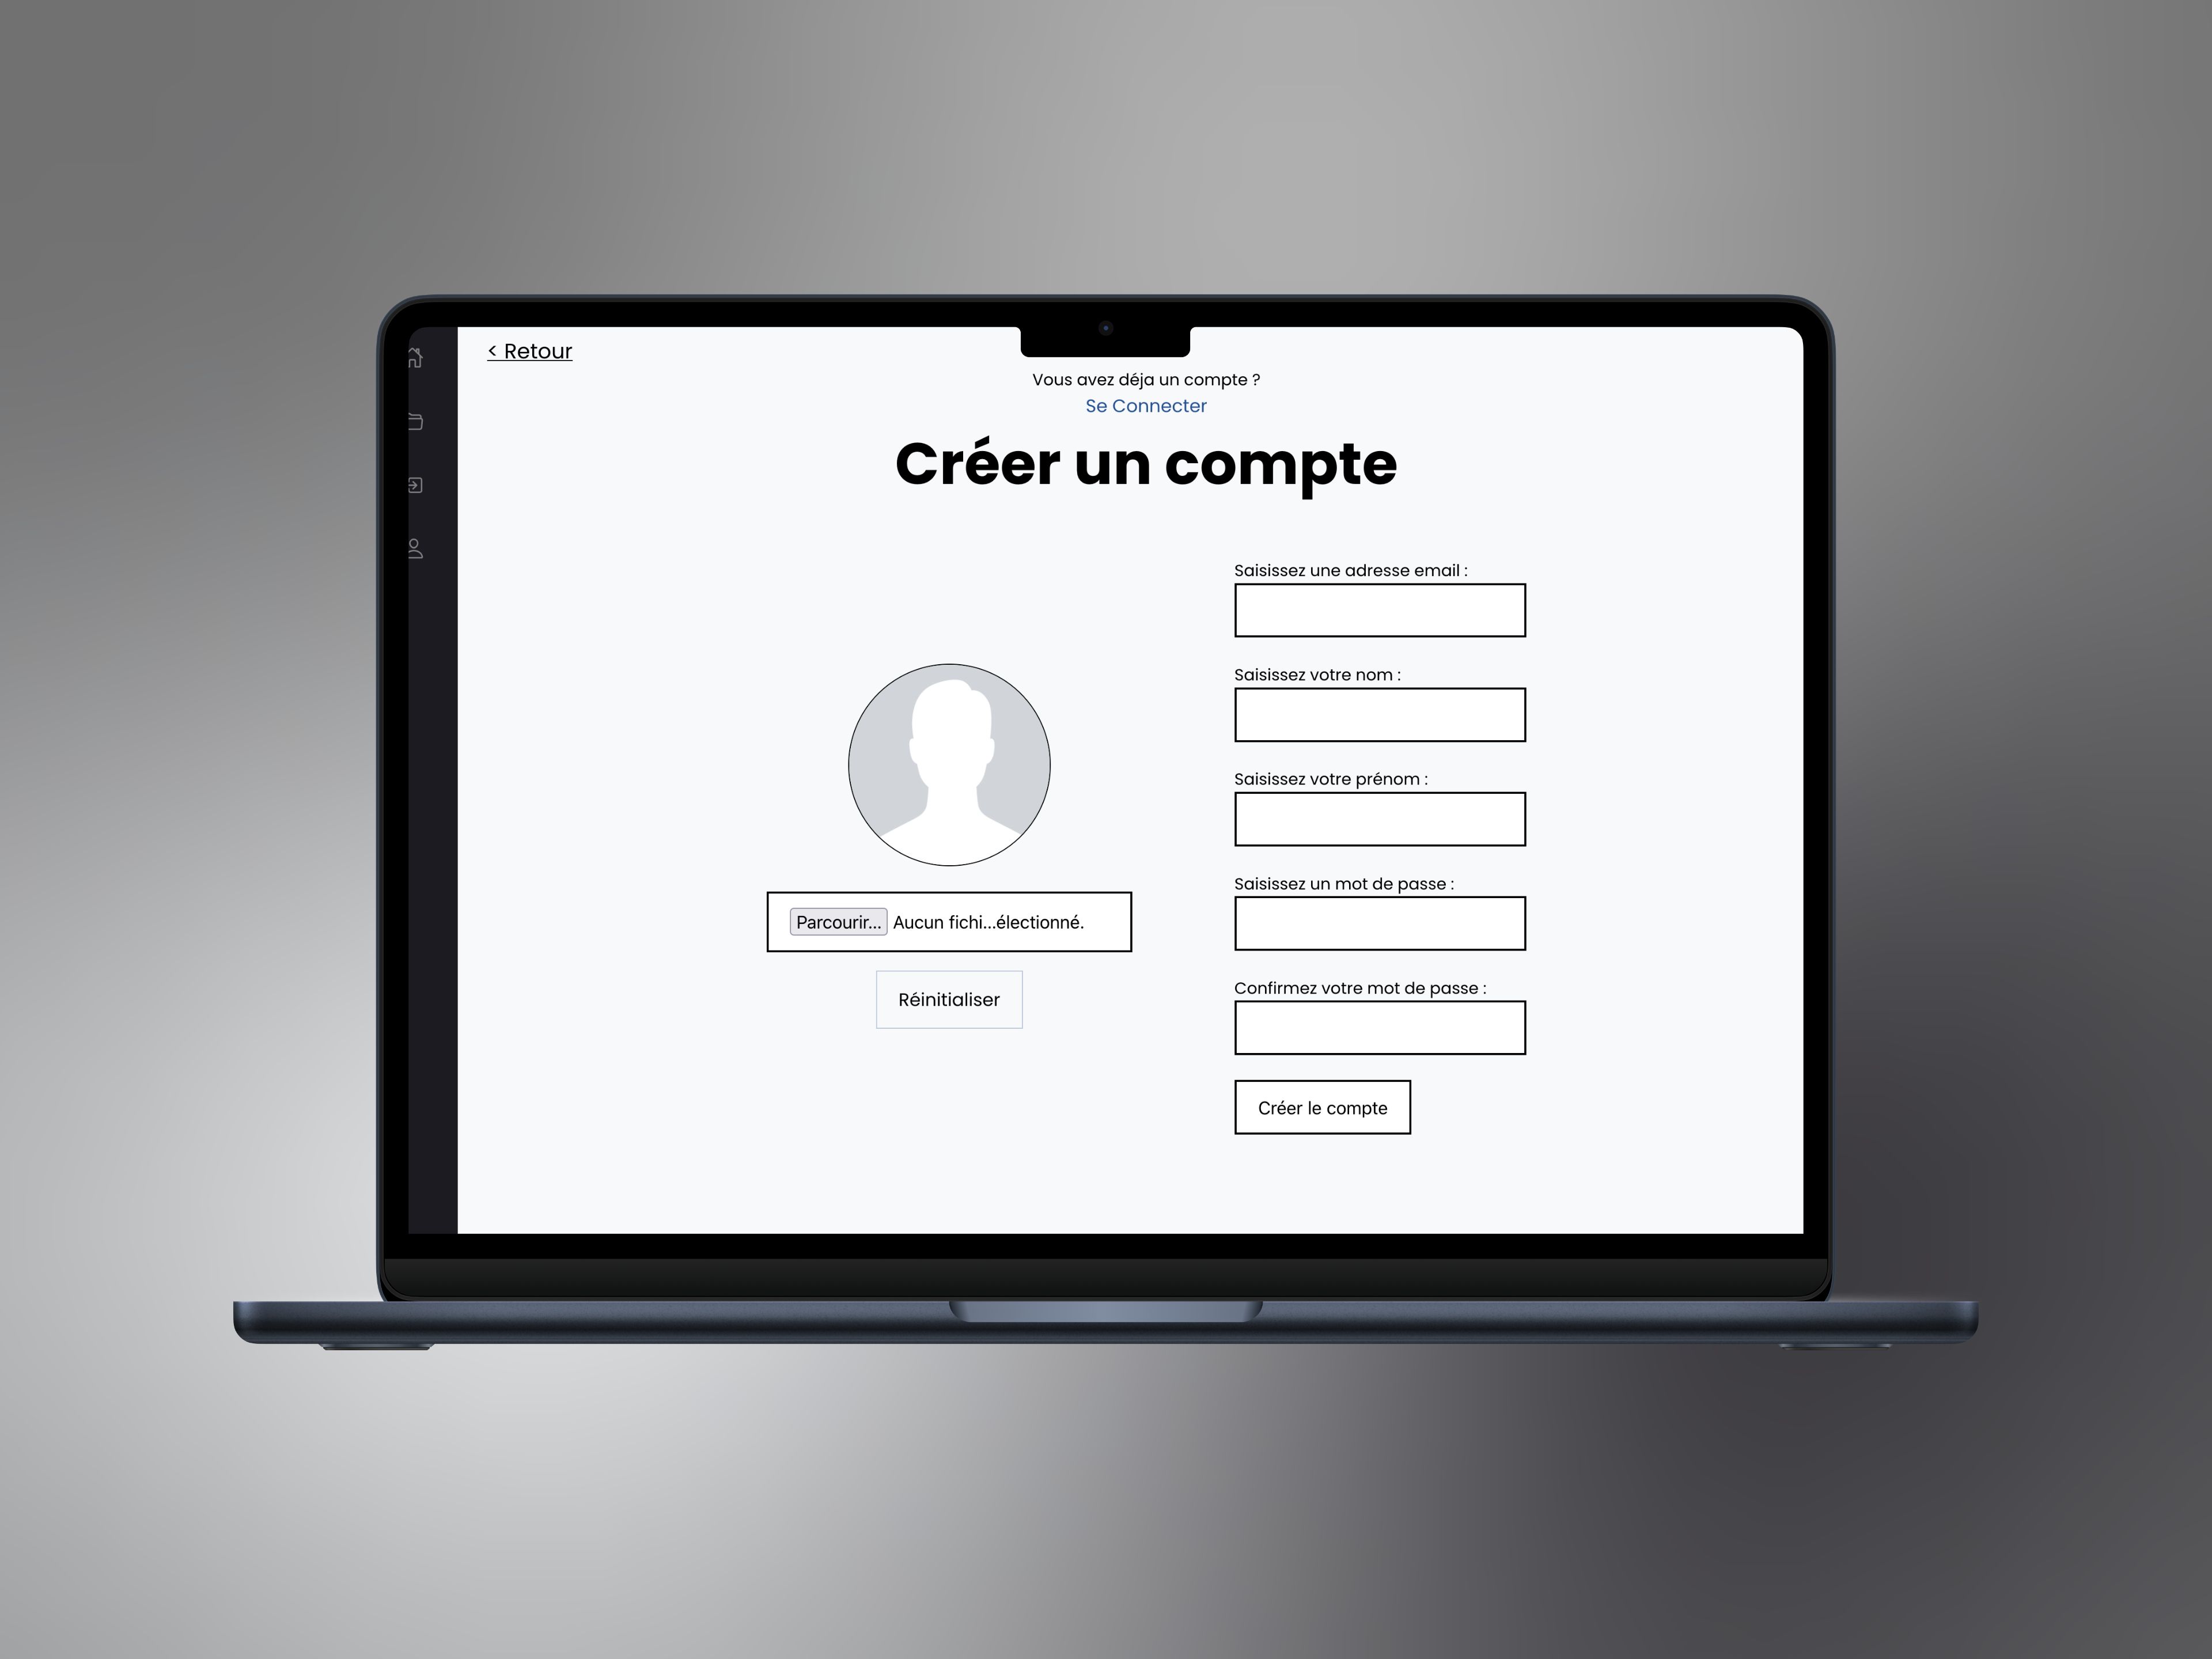 < Retour
Vous avez déja un compte ?
Se Connecter
Créer un compte
Saisissez une adresse email :
Saisissez votre nom :
Saisissez votre prénom :
Saisissez un mot de passe :
Confirmez votre mot de passe :
Créer le compte
Parcourir... Aucun fichi...électionné.
Réinitialiser